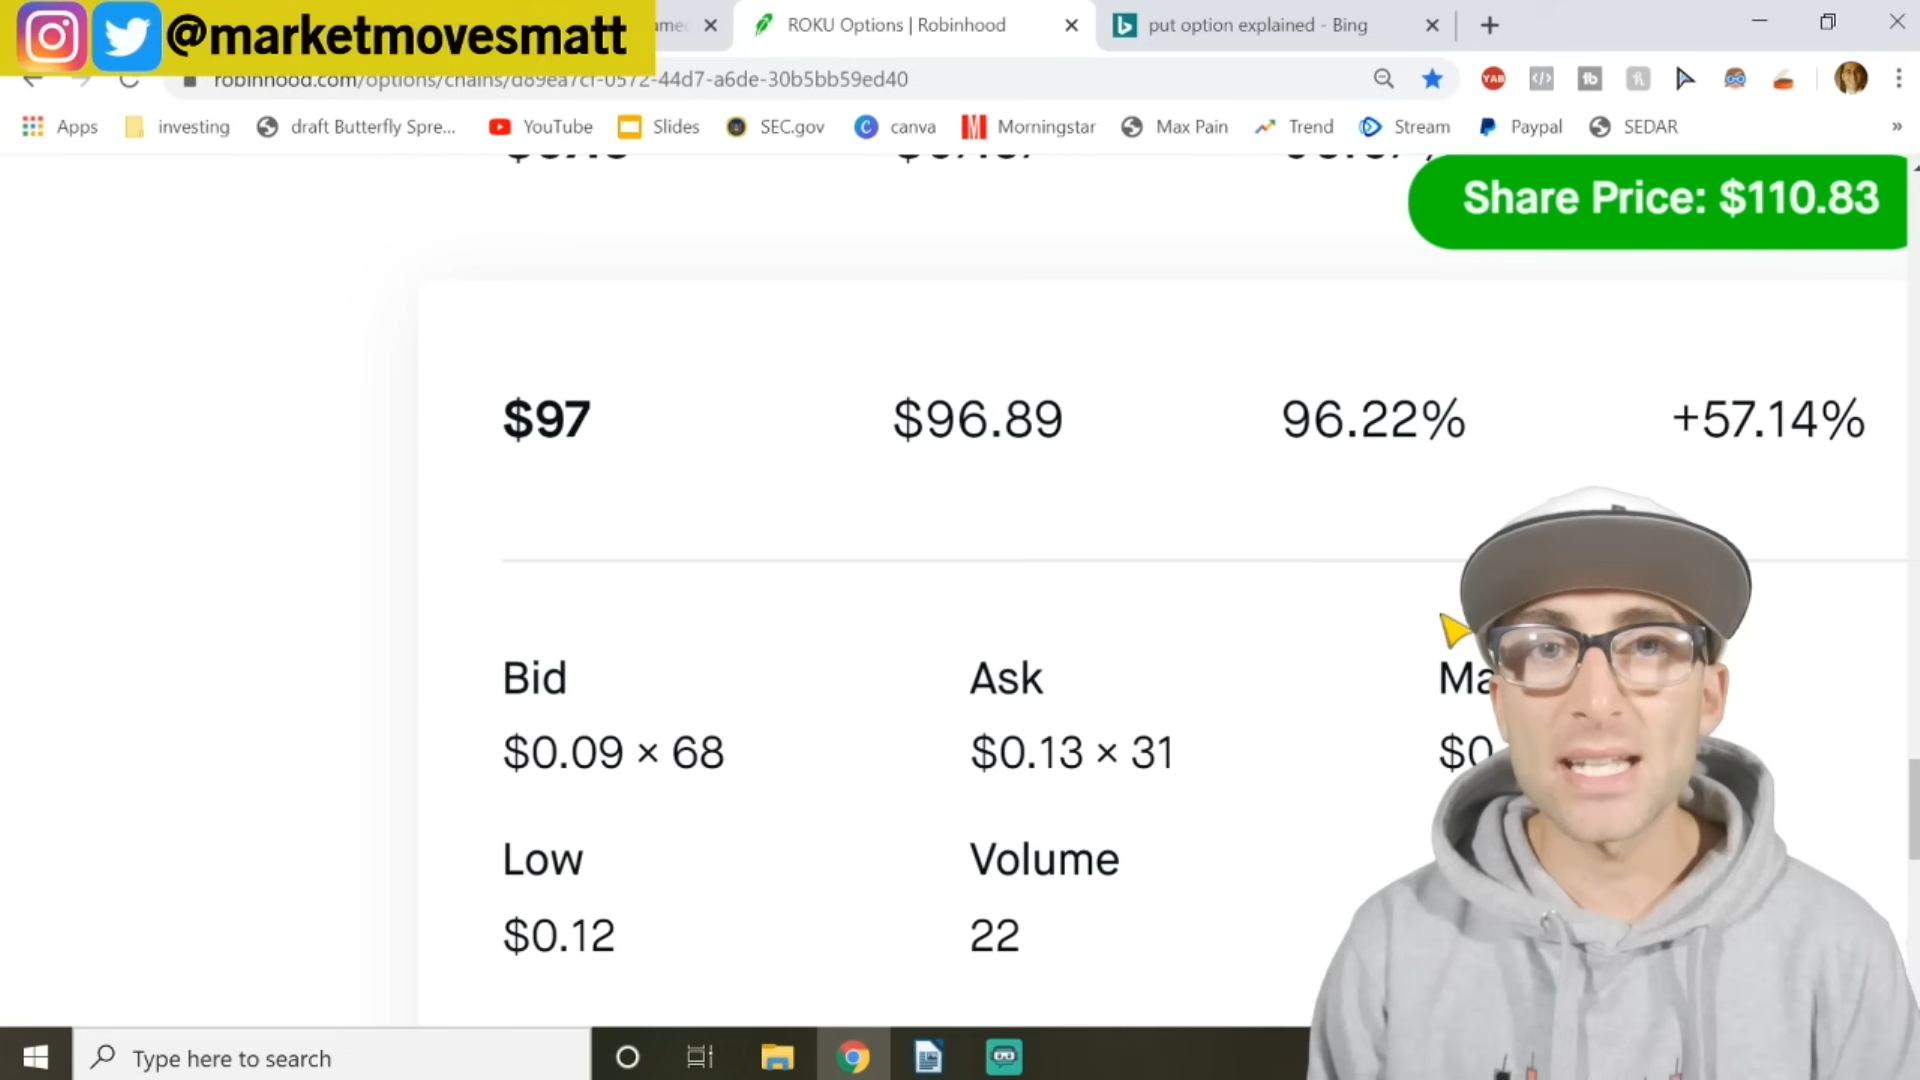 @marketmovesmatt
ROKU Options | Robinhood
put option explained - Bing
robinhood.com/options/chains/d89ea7cf-0572-44d7-a6de-30b5bb59ed40
YAB
Apps
investing
draft Butterfly Spre...
YouTube
Slides
SEC.gov
canva
Morningstar
Max Pain
Trend
Stream
Paypal
SEDAR
Share Price: $110.83
$97 $96.89 96.22% +57.14%
Bid Ask
$0.09 × 68 $0.13 × 31
Low Volume
$0.12 22
Type here to search